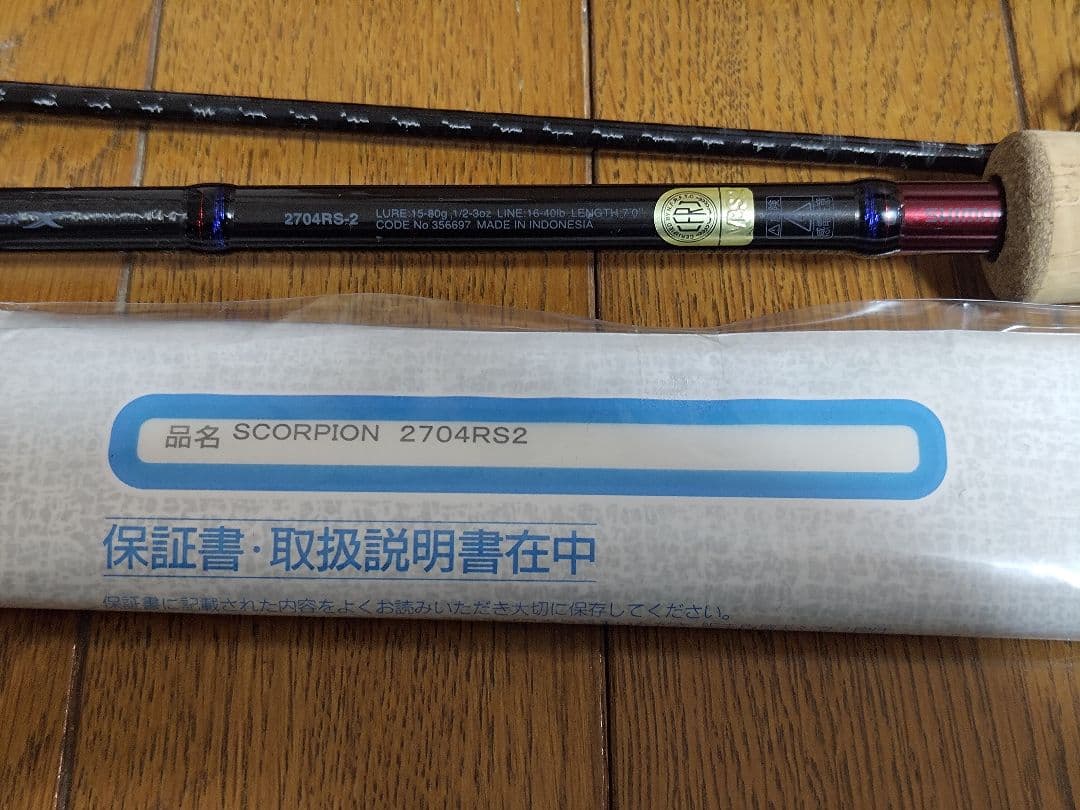 2704RS-2
LURE:15-80g,1/2-3oz LINE:16-40lb LENGTH:7'0"
CODE No 356697 MADE IN INDONESIA
EFR
品名 SCORPION 2704RS2
保証書・取扱説明書在中
保証書に記載された内容をよくお読みいただき大切に保存してください。